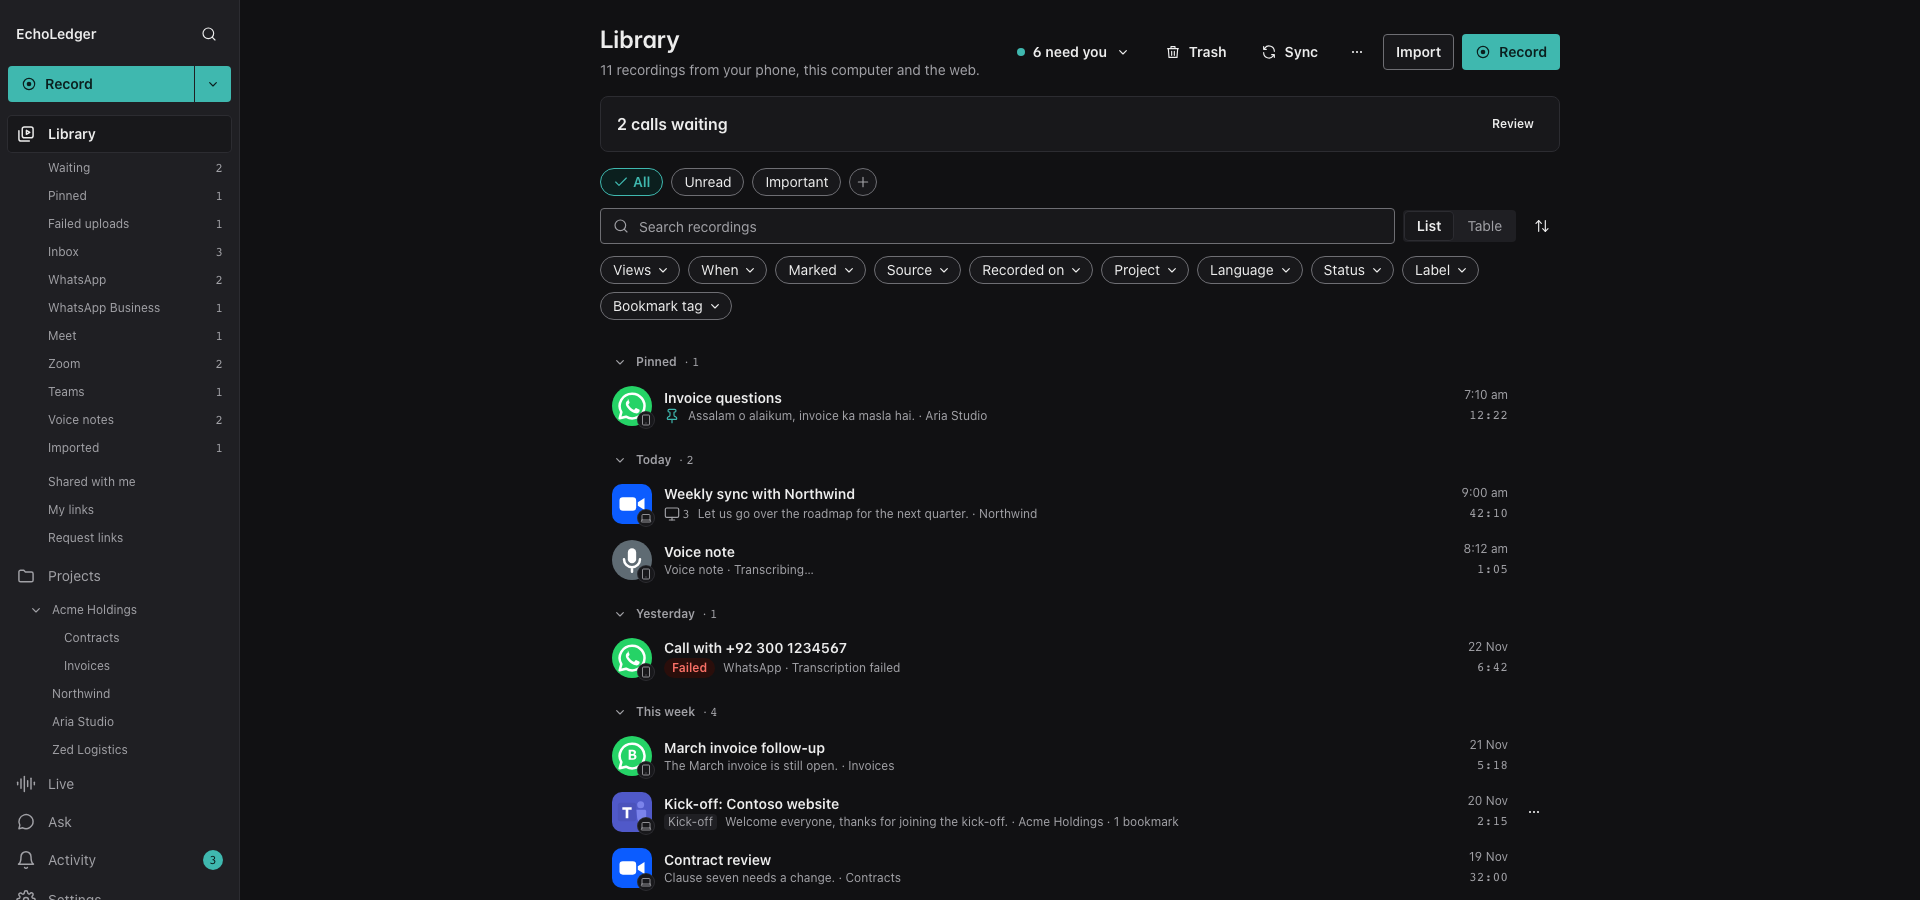 EchoLedger
Record
Library
Waiting 2
Pinned 1
Failed uploads 1
Inbox 3
WhatsApp 2
WhatsApp Business 1
Meet 1
Zoom 2
Teams 1
Voice notes 2
Imported 1
Shared with me
My links
Request links
Projects
Acme Holdings
Contracts
Invoices
Northwind
Aria Studio
Zed Logistics
Live
Ask
Activity 3
Settings
Library
11 recordings from your phone, this computer and the web.
6 need you
Trash
Sync
Import
Record
2 calls waiting
Review
All Unread Important
Search recordings
List Table
Views When Marked Source Recorded on Project Language Status Label
Bookmark tag
Pinned · 1
Invoice questions 7:10 am
Assalam o alaikum, invoice ka masla hai. · Aria Studio 12:22
Today · 2
Weekly sync with Northwind 9:00 am
3 Let us go over the roadmap for the next quarter. · Northwind 42:10
Voice note 8:12 am
Voice note · Transcribing… 1:05
Yesterday · 1
Call with +92 300 1234567 22 Nov
Failed WhatsApp · Transcription failed 6:42
This week · 4
B
March invoice follow-up 21 Nov
The March invoice is still open. · Invoices 5:18
T
Kick-off: Contoso website 20 Nov
Kick-off Welcome everyone, thanks for joining the kick-off. · Acme Holdings · 1 bookmark 2:15
Contract review 19 Nov
Clause seven needs a change. · Contracts 32:00